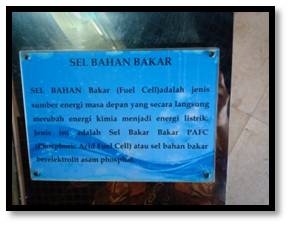 SEL BAHAN BAKAR
SEL BAHAN Bakar (Fuel Cell)adalah jenis
sumber energi masa depan yang secara langsung
merubah energi kimia menjadi energi listrik.
Jenis ini adalah Sel Bakar Bakar PAFC
(Phosphoric Acid Fuel Cell) atau sel bahan bakar
berelektrolit asam phosphat